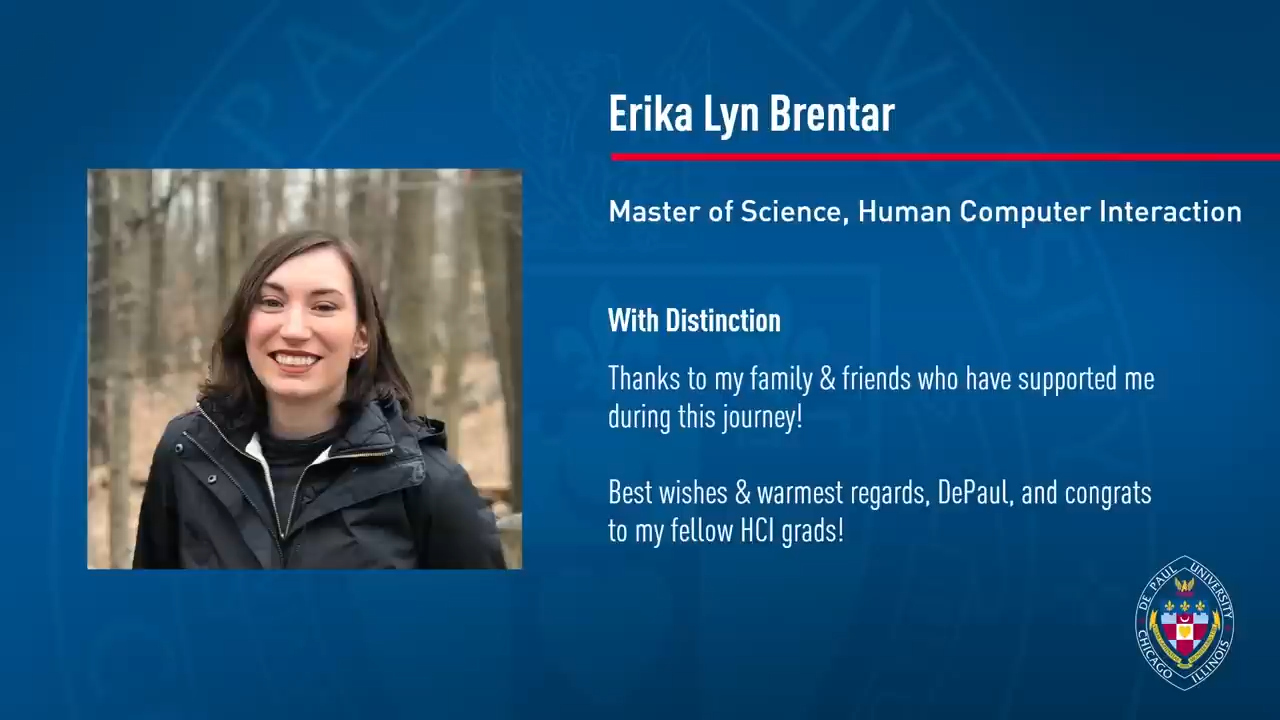 Erika Lyn Brentar
Master of Science, Human Computer Interaction
With Distinction
Thanks to my family & friends who have supported me
during this journey!
Best wishes & warmest regards, DePaul, and congrats
to my fellow HCI grads!
DE PAUL UNIVERSITY
CHICAGO ILLINOIS